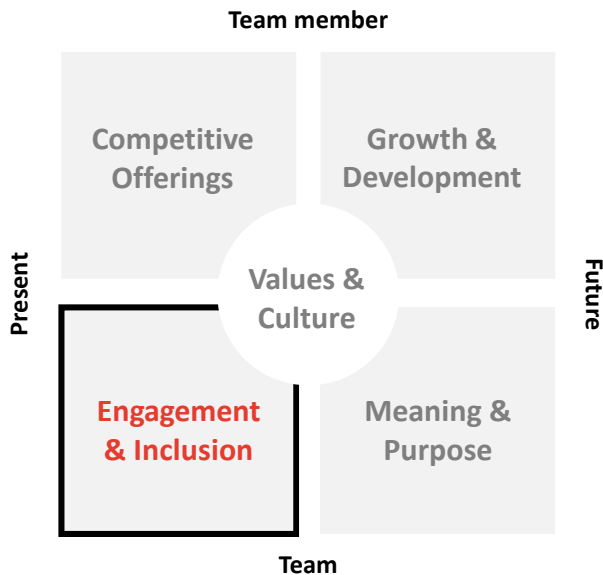 Team member
Competitive
Offerings
Growth &
Development
Present
Values &
Culture
Future
Engagement
& Inclusion
Meaning &
Purpose
Team